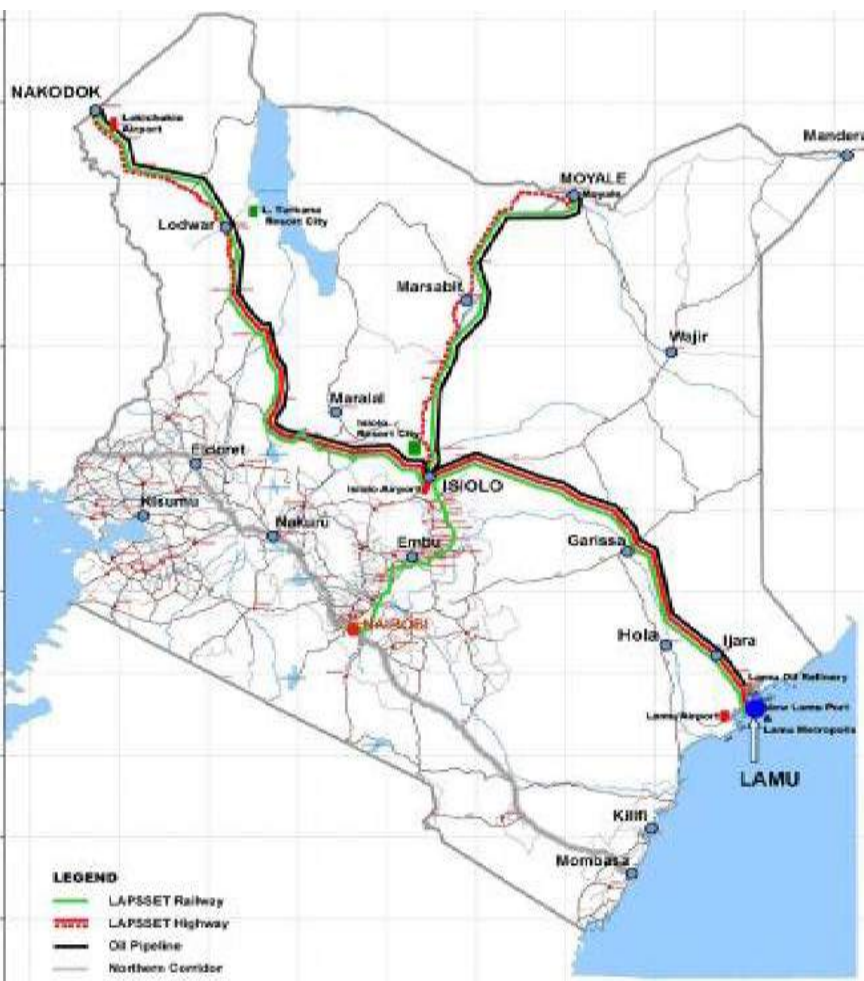 NAKODOK
Lokichokio
Airport
Mandera
MOYALE
Moyale
L. Turkana
Resort City
Lodwar
Marsabit
Wajir
Maralal
Isiolo
Resort City
Eldoret
Isiolo Airport
ISIOLO
Kisumu
Nakuru
Embu
Garissa
NAIROBI
Hola
Ijara
Lamu Oil Refinery
New Lamu Port
&
Lamu Metropolis
Lamu Airport
LAMU
Kilifi
Mombasa
LEGEND
LAPSSET Railway
LAPSSET Highway
Oil Pipeline
Northern Corridor